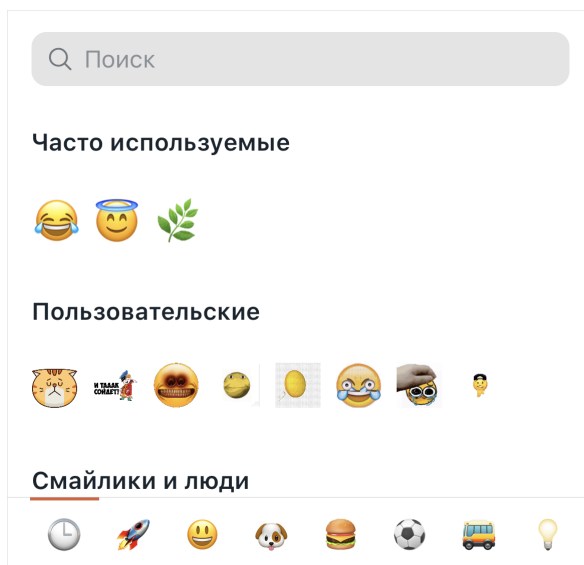 Поиск
Часто используемые
Пользовательские
И ТАААК
СОЙДЕТ!
Смайлики и люди